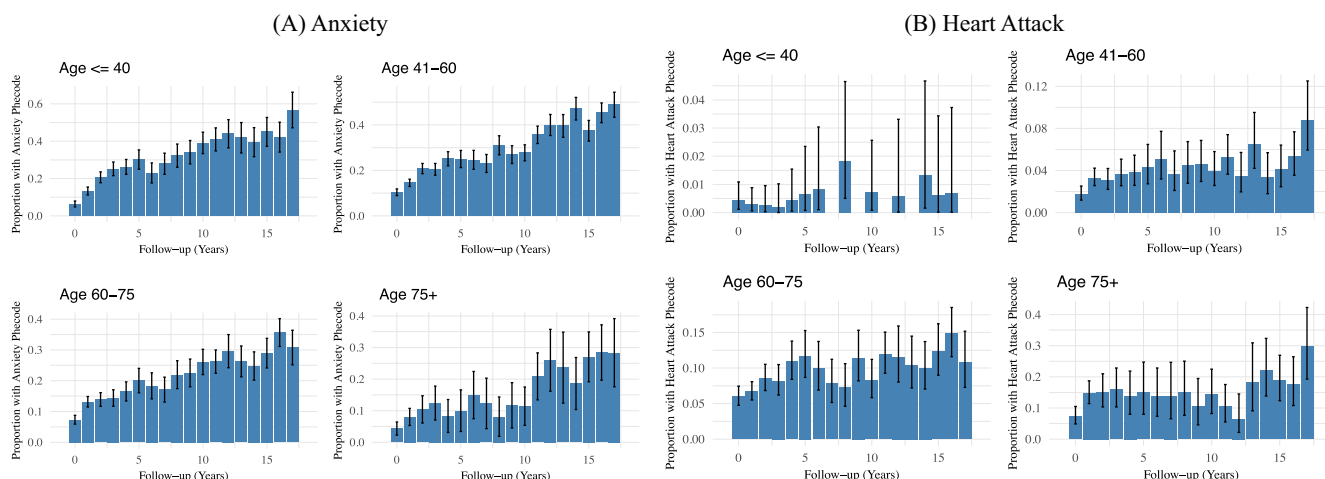 (A) Anxiety
(B) Heart Attack
Age <= 40
Proportion with Anxiety Phecode
0.6
0.4
0.2
0.0
0 5 10 15
Follow−up (Years)
Age 41−60
Proportion with Anxiety Phecode
0.4
0.2
0.0
0 5 10 15
Follow−up (Years)
Age <= 40
Proportion with Heart Attack Phecode
0.04
0.03
0.02
0.01
0.00
0 5 10 15
Follow−up (Years)
Age 41−60
Proportion with Heart Attack Phecode
0.12
0.08
0.04
0.00
0 5 10 15
Follow−up (Years)
Age 60−75
Proportion with Anxiety Phecode
0.4
0.3
0.2
0.1
0.0
0 5 10 15
Follow−up (Years)
Age 75+
Proportion with Anxiety Phecode
0.4
0.3
0.2
0.1
0.0
0 5 10 15
Follow−up (Years)
Age 60−75
Proportion with Heart Attack Phecode
0.15
0.10
0.05
0.00
0 5 10 15
Follow−up (Years)
Age 75+
Proportion with Heart Attack Phecode
0.4
0.3
0.2
0.1
0.0
0 5 10 15
Follow−up (Years)